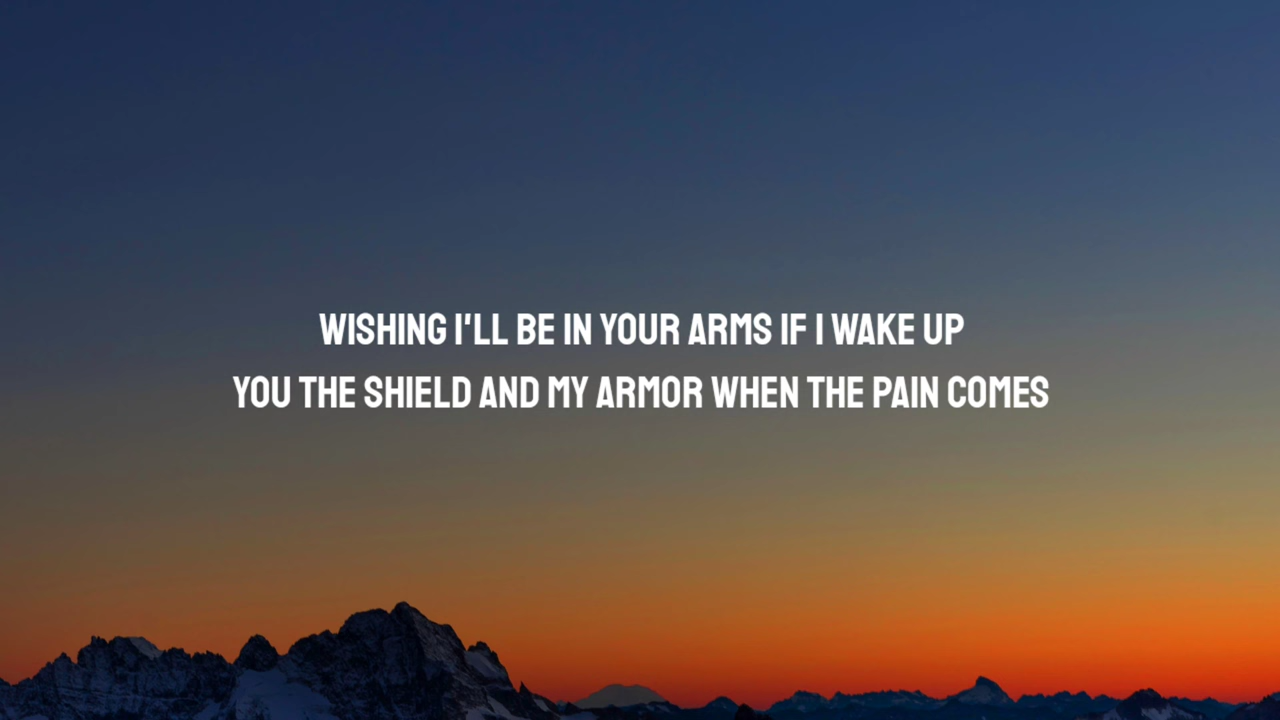 WISHING I'LL BE IN YOUR ARMS IF I WAKE UP
YOU THE SHIELD AND MY ARMOR WHEN THE PAIN COMES